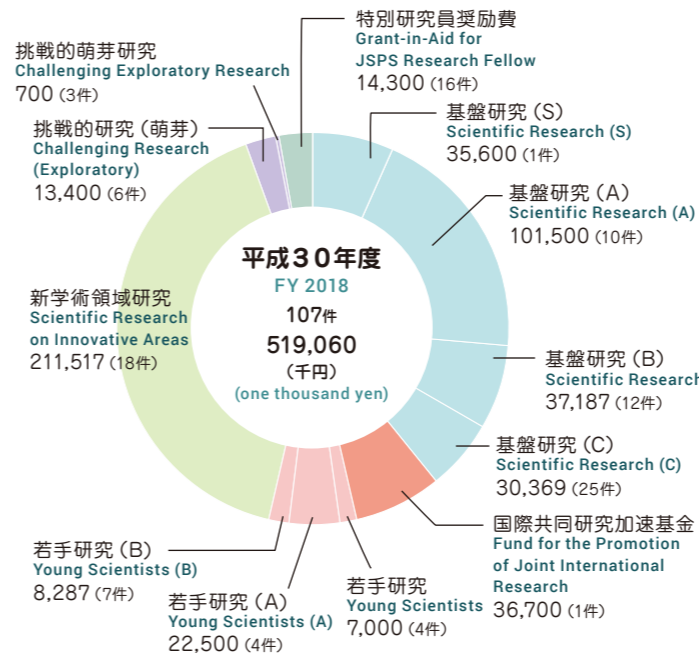 特別研究員奨励費
Grant-in-Aid for
JSPS Research Fellow
14,300（16件）
基盤研究（S）
Scientific Research (S)
35,600（1件）
基盤研究（A）
Scientific Research (A)
101,500（10件）
基盤研究（B）
Scientific Research
37,187（12件）
基盤研究（C）
Scientific Research (C)
30,369（25件）
国際共同研究加速基金
Fund for the Promotion
of Joint International
Research
36,700（1件）
若手研究
Young Scientists
7,000（4件）
若手研究（A）
Young Scientists (A)
22,500（4件）
若手研究（B）
Young Scientists (B)
8,287（7件）
新学術領域研究
Scientific Research
on Innovative Areas
211,517（18件）
挑戦的研究（萌芽）
Challenging Research
(Exploratory)
13,400（6件）
挑戦的萌芽研究
Challenging Exploratory Research
700（3件）
平成30年度
FY 2018
107件
519,060
（千円）
(one thousand yen)